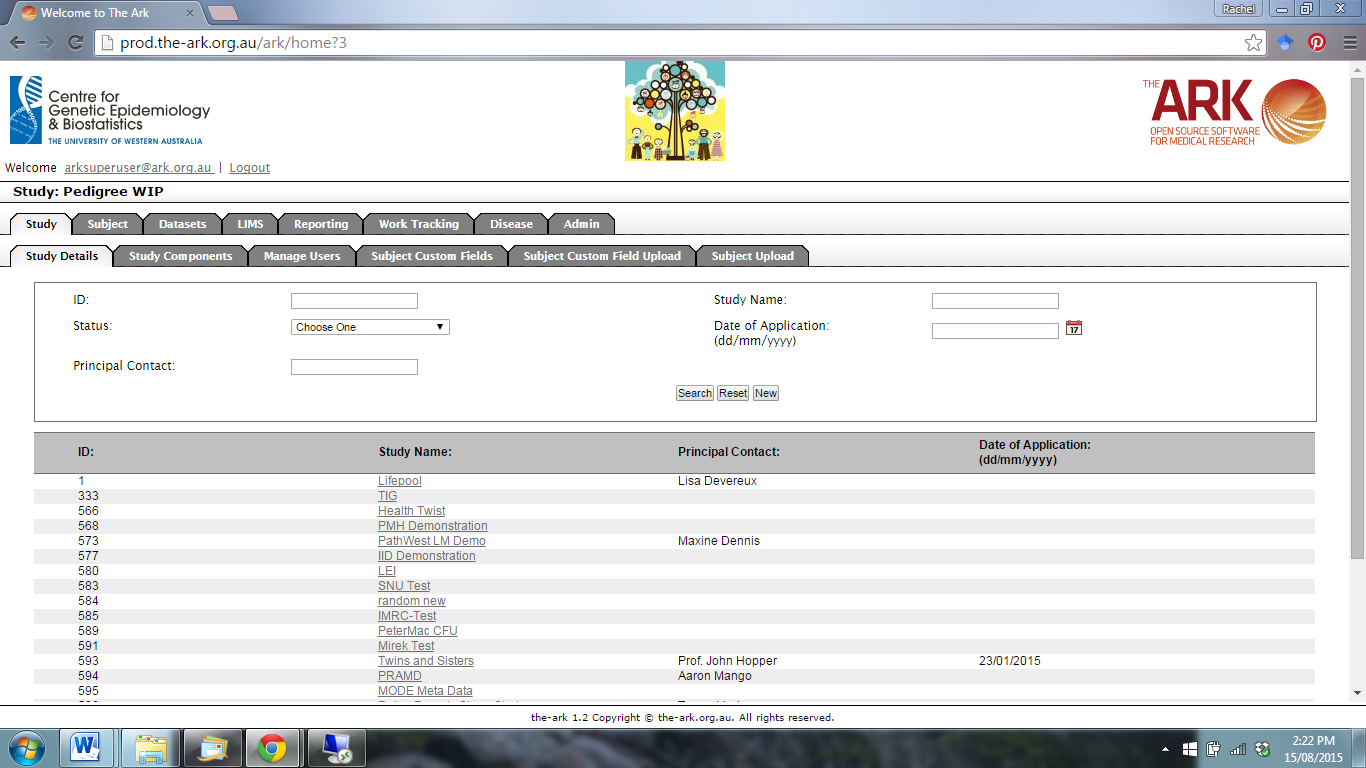 Welcome to The Ark
Rachel
prod.the-ark.org.au/ark/home?3
Centre for
Genetic Epidemiology
& Biostatistics
THE UNIVERSITY OF WESTERN AUSTRALIA
THE ARK
OPEN SOURCE SOFTWARE
FOR MEDICAL RESEARCH
Welcome arksuperuser@ark.org.au | Logout
Study: Pedigree WIP
Study Subject Datasets LIMS Reporting Work Tracking Disease Admin
Study Details Study Components Manage Users Subject Custom Fields Subject Custom Field Upload Subject Upload
ID: Study Name:
Status: Choose One Date of Application:
(dd/mm/yyyy)
17
Principal Contact:
Search Reset New
ID: Study Name: Principal Contact: Date of Application:
(dd/mm/yyyy)
1 Lifepool Lisa Devereux
333 TIG
566 Health Twist
568 PMH Demonstration
573 PathWest LM Demo Maxine Dennis
577 IID Demonstration
580 LEI
583 SNU Test
584 random new
585 IMRC-Test
589 PeterMac CFU
591 Mirek Test
593 Twins and Sisters Prof. John Hopper 23/01/2015
594 PRAMD Aaron Mango
595 MODE Meta Data
the-ark 1.2 Copyright © the-ark.org.au. All rights reserved.
2:22 PM
15/08/2015